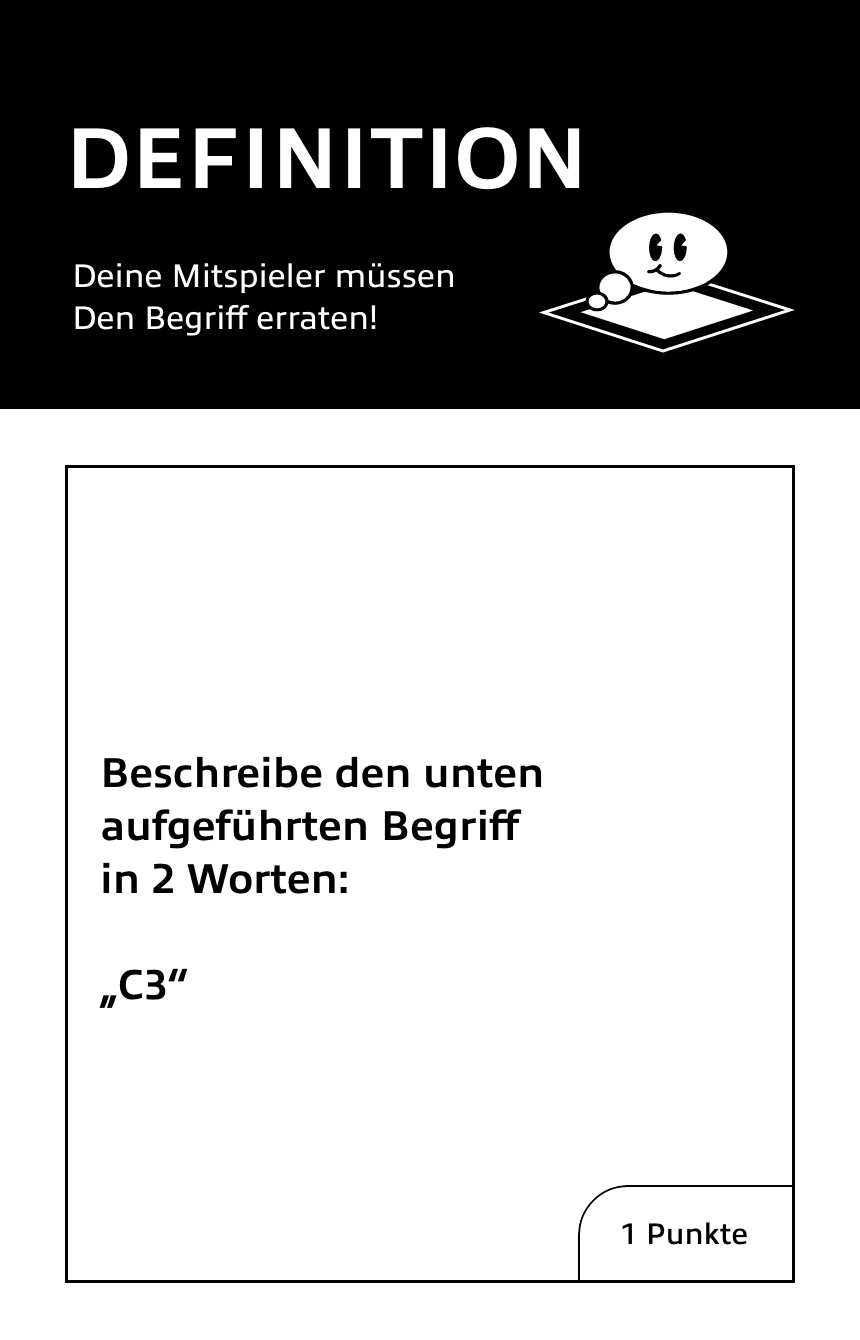 DEFINITION
Deine Mitspieler müssen
Den Begriff erraten!
Beschreibe den unten
aufgeführten Begriff
in 2 Worten:
„C3“
1 Punkte